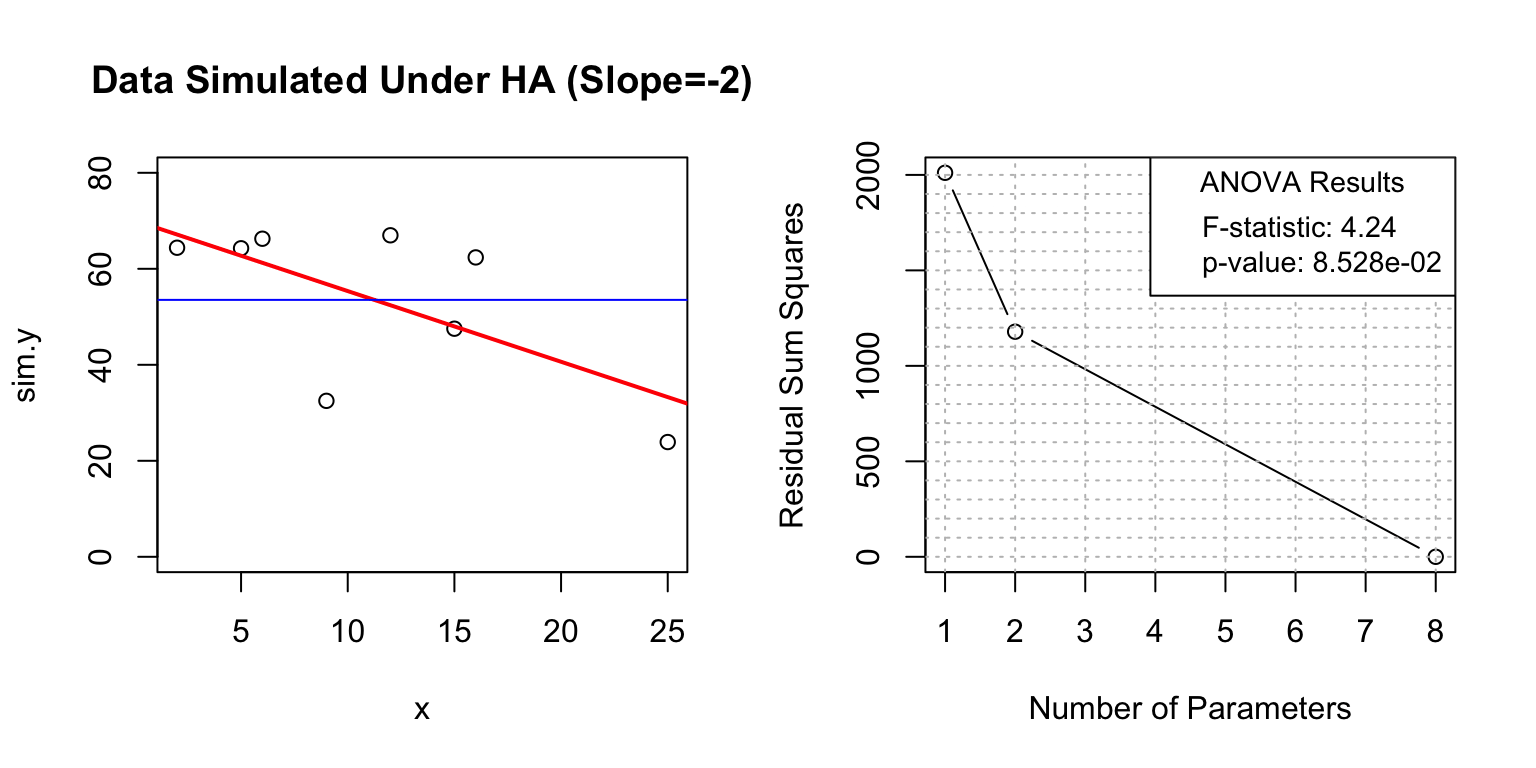 Data Simulated Under HA (Slope=-2)
sim.y
80
60
40
20
0
5 10 15 20 25
x
Residual Sum Squares
2000
1000
500
0
ANOVA Results
F-statistic: 4.24
p-value: 8.528e-02
1 2 3 4 5 6 7 8
Number of Parameters